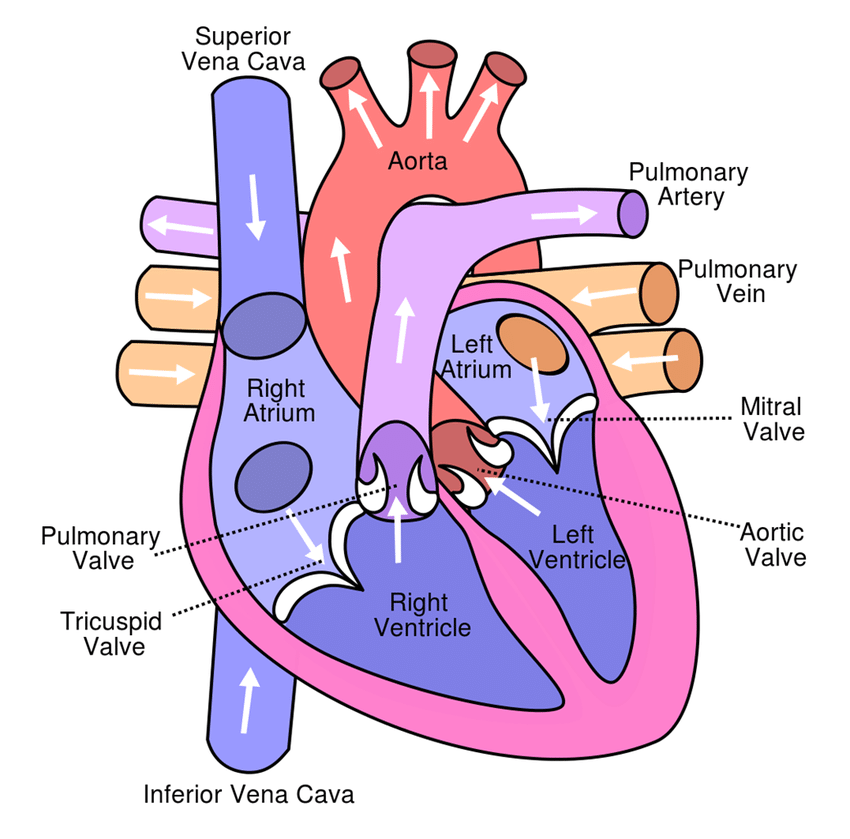 Superior
Vena Cava
Aorta
Pulmonary
Artery
Pulmonary
Vein
Left
Atrium
Right
Atrium
Mitral
Valve
Pulmonary
Valve
Left
Ventricle
Aortic
Valve
Right
Ventricle
Tricuspid
Valve
Inferior Vena Cava